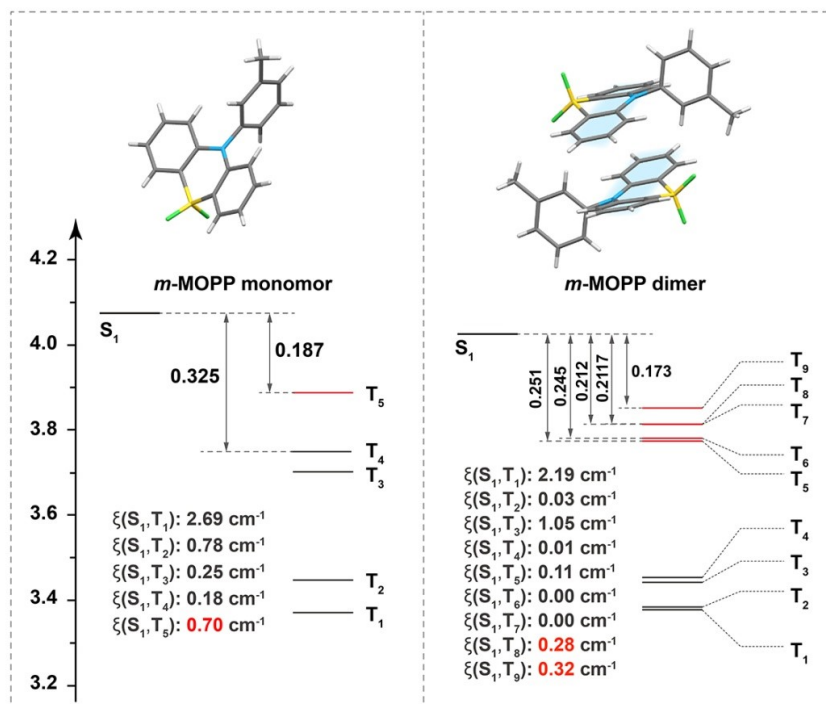 4.2
4.0
3.8
3.6
3.4
3.2
m-MOPP monomor
S1
0.325
0.187
T5
T4
T3
T2
T1
ξ(S1,T1): 2.69 cm-1
ξ(S1,T2): 0.78 cm-1
ξ(S1,T3): 0.25 cm-1
ξ(S1,T4): 0.18 cm-1
ξ(S1,T5): 0.70 cm-1
m-MOPP dimer
S1
0.251
0.245
0.212
0.2117
0.173
T9
T8
T7
T6
T5
T4
T3
T2
T1
ξ(S1,T1): 2.19 cm-1
ξ(S1,T2): 0.03 cm-1
ξ(S1,T3): 1.05 cm-1
ξ(S1,T4): 0.01 cm-1
ξ(S1,T5): 0.11 cm-1
ξ(S1,T6): 0.00 cm-1
ξ(S1,T7): 0.00 cm-1
ξ(S1,T8): 0.28 cm-1
ξ(S1,T9): 0.32 cm-1